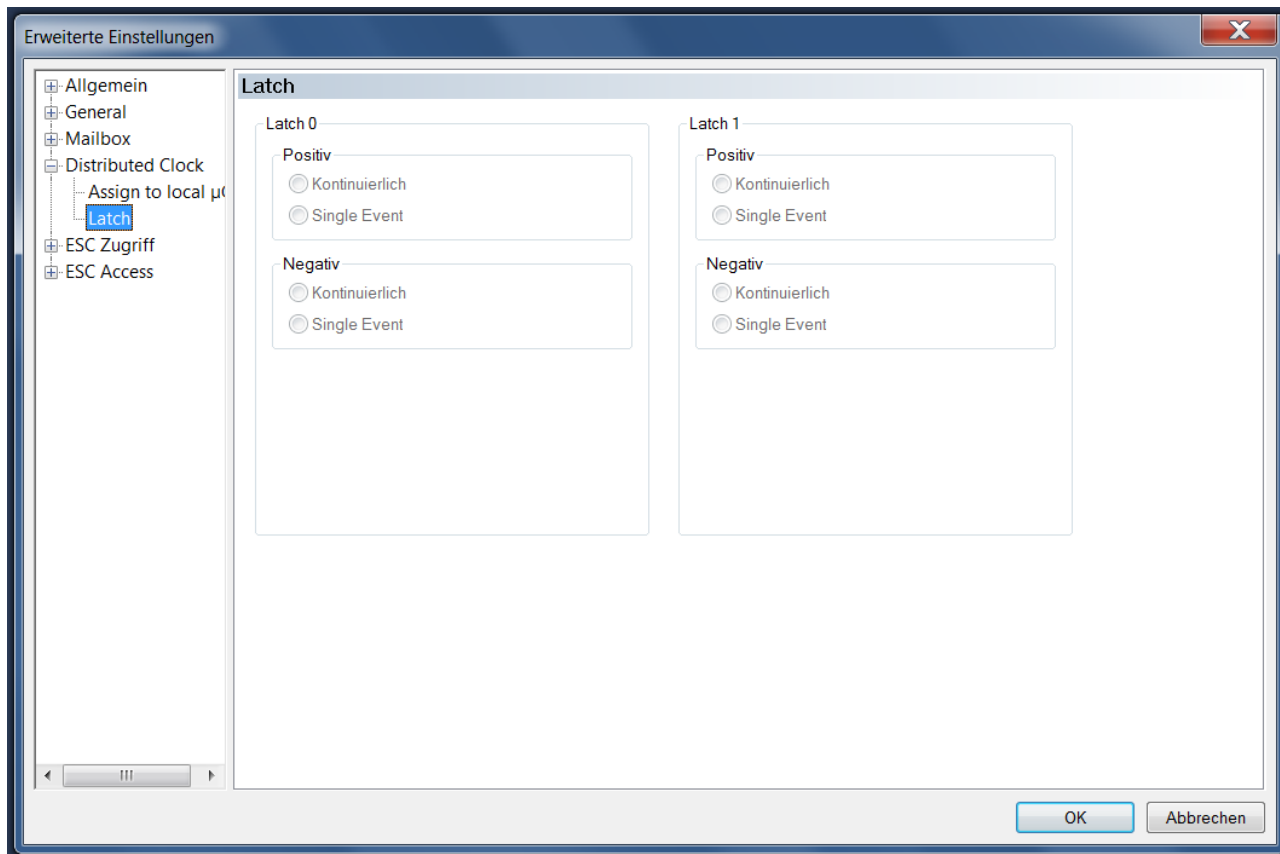 Erweiterte Einstellungen
X
Allgemein
General
Mailbox
Distributed Clock
Assign to local µ
Latch
ESC Zugriff
ESC Access
Latch
Latch 0
Positiv
Kontinuierlich
Single Event
Negativ
Kontinuierlich
Single Event
Latch 1
Positiv
Kontinuierlich
Single Event
Negativ
Kontinuierlich
Single Event
OK
Abbrechen